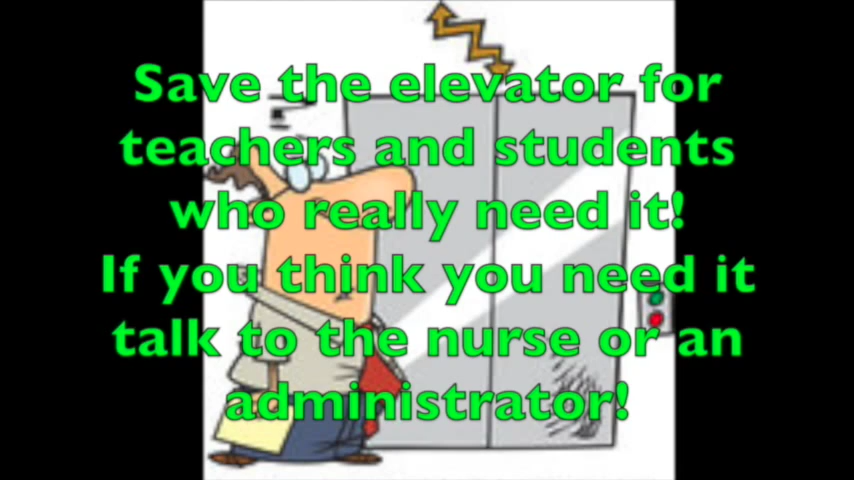 Save the elevator for
teachers and students
who really need it!
If you think you need it
talk to the nurse or an
administrator!